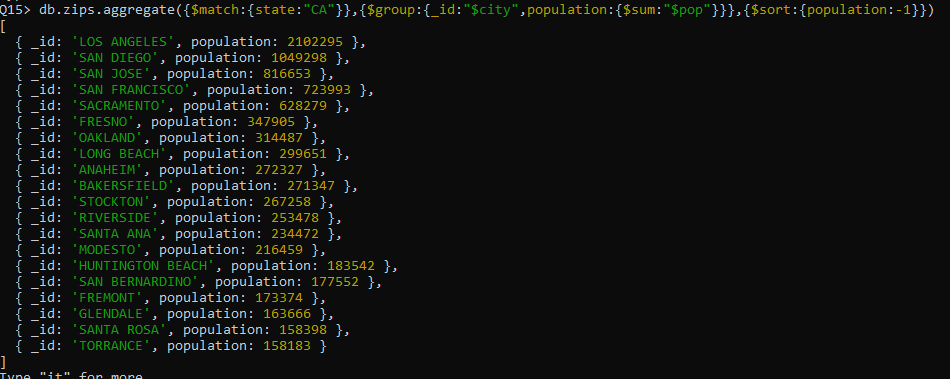 Q15> db.zips.aggregate({$match:{state:"CA"}},{$group:{_id:"$city",population:{$sum:"$pop"}}},{$sort:{population:-1}})
[
  { _id: 'LOS ANGELES', population: 2102295 },
  { _id: 'SAN DIEGO', population: 1049298 },
  { _id: 'SAN JOSE', population: 816653 },
  { _id: 'SAN FRANCISCO', population: 723993 },
  { _id: 'SACRAMENTO', population: 628279 },
  { _id: 'FRESNO', population: 347905 },
  { _id: 'OAKLAND', population: 314487 },
  { _id: 'LONG BEACH', population: 299651 },
  { _id: 'ANAHEIM', population: 272327 },
  { _id: 'BAKERSFIELD', population: 271347 },
  { _id: 'STOCKTON', population: 267258 },
  { _id: 'RIVERSIDE', population: 253478 },
  { _id: 'SANTA ANA', population: 234472 },
  { _id: 'MODESTO', population: 216459 },
  { _id: 'HUNTINGTON BEACH', population: 183542 },
  { _id: 'SAN BERNARDINO', population: 177552 },
  { _id: 'FREMONT', population: 173374 },
  { _id: 'GLENDALE', population: 163666 },
  { _id: 'SANTA ROSA', population: 158398 },
  { _id: 'TORRANCE', population: 158183 }
]
Type "it" for more